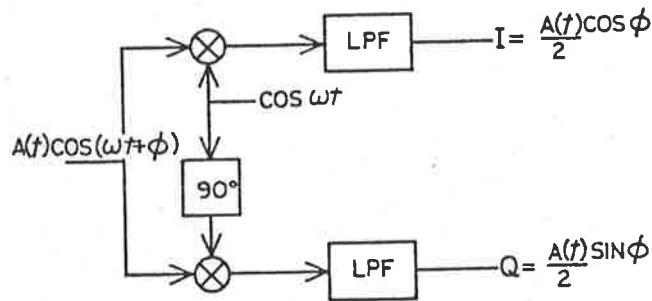 LPF
I = A(t)/2 COS ϕ
COS ωt
A(t)COS(ωt+ϕ)
90°
LPF
Q = A(t)/2 SIN ϕ